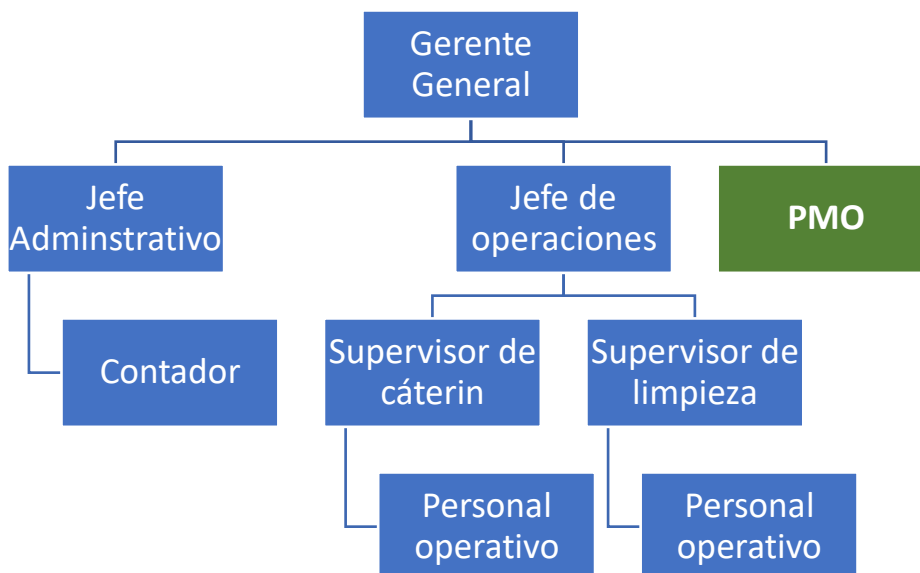 Gerente
General
Jefe
Adminstrativo
Jefe de
operaciones
PMO
Contador
Supervisor de
cáterin
Supervisor de
limpieza
Personal
operativo
Personal
operativo